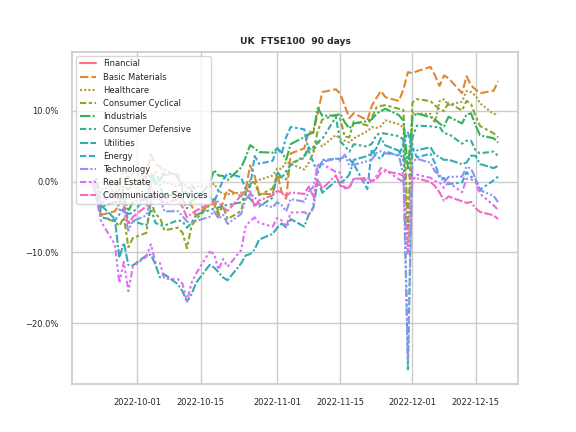 UK  FTSE100  90 days
Financial
Basic Materials
Healthcare
Consumer Cyclical
Industrials
Consumer Defensive
Utilities
Energy
Technology
Real Estate
Communication Services
10.0%
0.0%
−10.0%
−20.0%
2022-10-01
2022-10-15
2022-11-01
2022-11-15
2022-12-01
2022-12-15